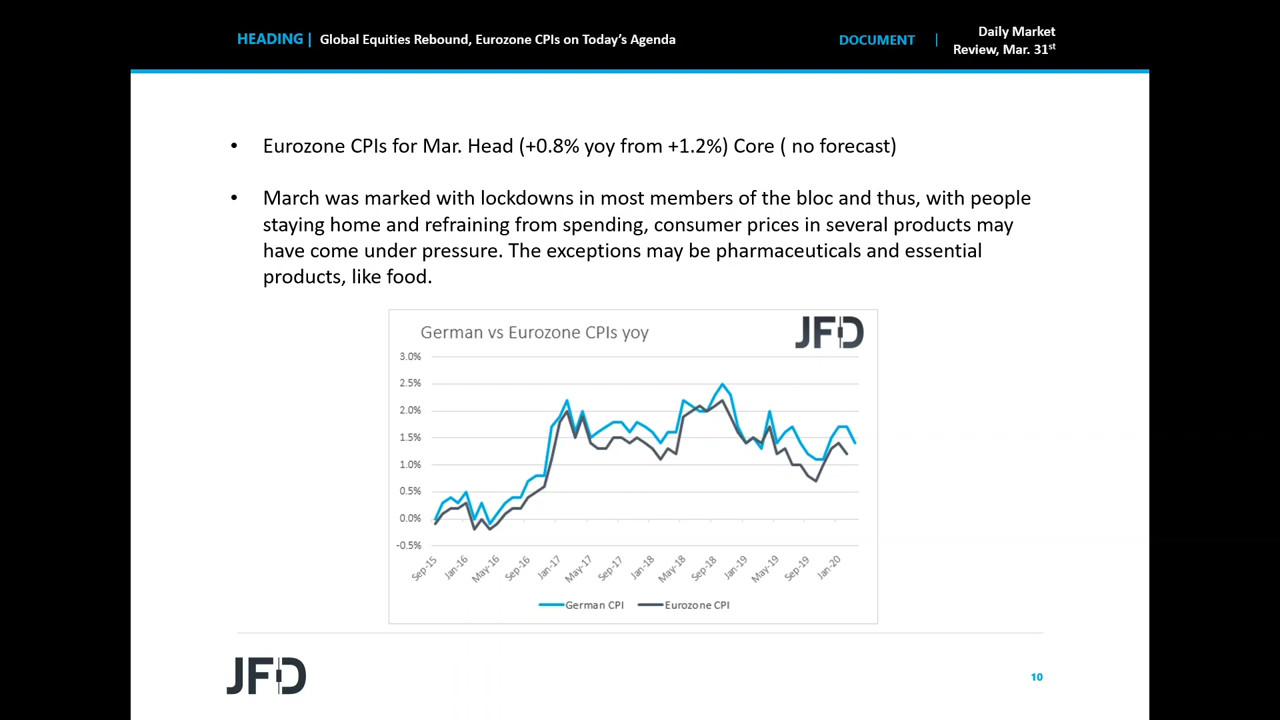 HEADING | Global Equities Rebound, Eurozone CPIs on Today's Agenda
DOCUMENT | Daily Market
Review, Mar. 31st
• Eurozone CPIs for Mar. Head (+0.8% yoy from +1.2%) Core ( no forecast)
• March was marked with lockdowns in most members of the bloc and thus, with people
staying home and refraining from spending, consumer prices in several products may
have come under pressure. The exceptions may be pharmaceuticals and essential
products, like food.
German vs Eurozone CPIs yoy
JFD
3.0%
2.5%
2.0%
1.5%
1.0%
0.5%
0.0%
-0.5%
Sep-15 Jan-16 May-16 Sep-16 Jan-17 May-17 Sep-17 Jan-18 May-18 Sep-18 Jan-19 May-19 Sep-19 Jan-20
German CPI Eurozone CPI
JFD
10